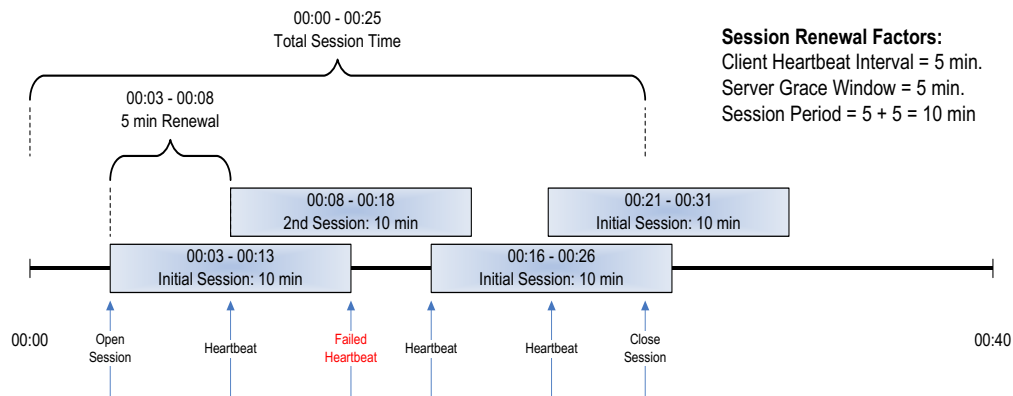 00:00 - 00:25
Total Session Time
Session Renewal Factors:
Client Heartbeat Interval = 5 min.
Server Grace Window = 5 min.
Session Period = 5 + 5 = 10 min
00:03 - 00:08
5 min Renewal
00:08 - 00:18
2nd Session: 10 min
00:21 - 00:31
Initial Session: 10 min
00:03 - 00:13
Initial Session: 10 min
00:16 - 00:26
Initial Session: 10 min
00:00
Open
Session
Heartbeat
Failed
Heartbeat
Heartbeat
Heartbeat
Close
Session
00:40